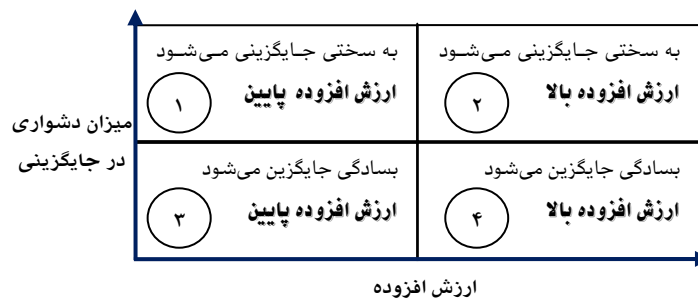 به سختی جایگزینی می‌شود
ارزش افزوده بالا
۲
به سختی جایگزینی می‌شود
ارزش افزوده پایین
۱
میزان دشواری
در جایگزینی
بسادگی جایگزین می‌شود
ارزش افزوده بالا
۴
بسادگی جایگزین می‌شود
ارزش افزوده پایین
۳
ارزش افزوده